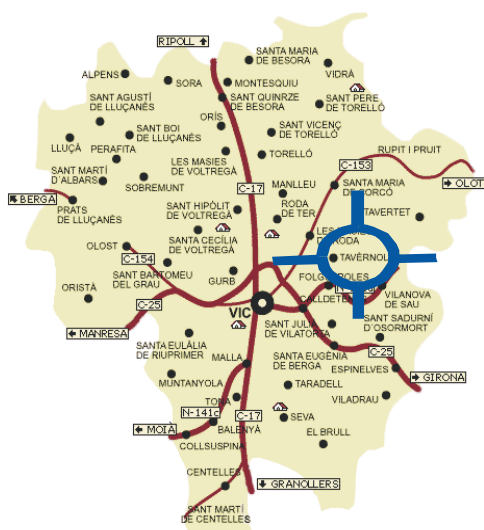 RIPOLL
SANTA MARIA
DE BESORA
VIDRÀ
ALPENS
SORA
MONTESQUIU
SANT QUINRZE
DE BESORA
SANT PERE
DE TORELLÓ
SANT AGUSTÍ
DE LLUÇANÈS
ORÍS
SANT BOI
DE LLUÇANÈS
SANT VICENÇ
DE TORELLÓ
LLUÇÀ
PERAFITA
LES MASIES
DE VOLTREGÀ
TORELLÓ
RUPIT I PRUIT
C-153
OLOT
SANT MARTÍ
D'ALBARS
SOBREMUNT
C-17
MANLLEU
SANTA MARIA
DE CORCÓ
BERGA
PRATS
DE LLUÇANÈS
SANT HIPÒLIT
DE VOLTREGÀ
RODA
DE TER
TAVERTET
OLOST
SANTA CECÍLIA
DE VOLTREGÀ
LES
DE RODA
C-154
TAVÈRNOL
SANT BARTOMEU
DEL GRAU
GURB
ORISTÀ
C-25
VIC
CALLDETE
VILANOVA
DE SAU
MANRESA
SANT JULIÀ
DE VILATORTA
SANT SADURNÍ
D'OSORMORT
SANTA EULÀLIA
DE RIUPRIMER
MALLA
SANTA EUGÈNIA
DE BERGA
C-25
ESPINELVES
GIRONA
MUNTANYOLA
TARADELL
VILADRAU
TONA
N-141c
C-17
SEVA
MOIÀ
BALENYÀ
COLLSUSPINA
EL BRULL
CENTELLES
GRANOLLERS
SANT MARTÍ
DE CENTELLES